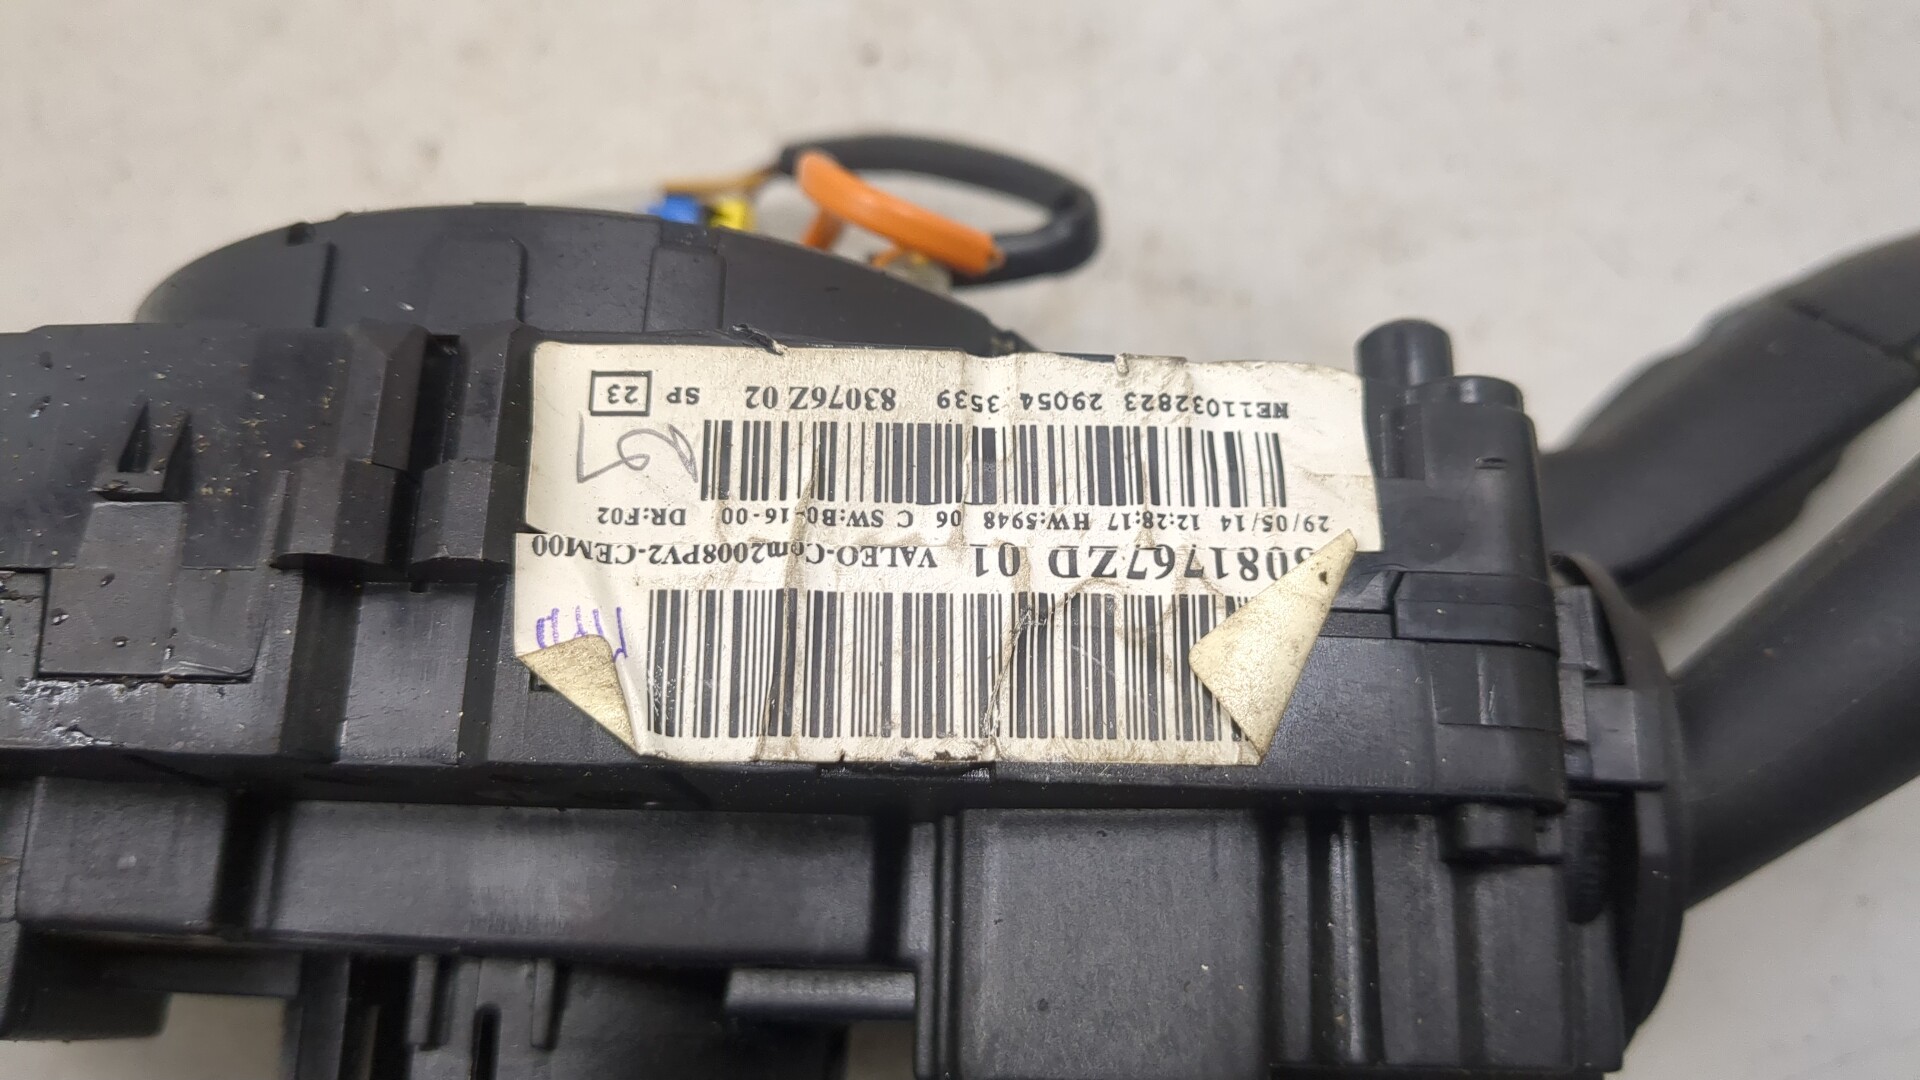 01 VALEO-Com2008PV2-CEM00
29/05/14 12:28:17 HW:5948 06 C SW:B0-16-00 DR:F02
NE11032823 29054 3539 83076Z 02 SP 23